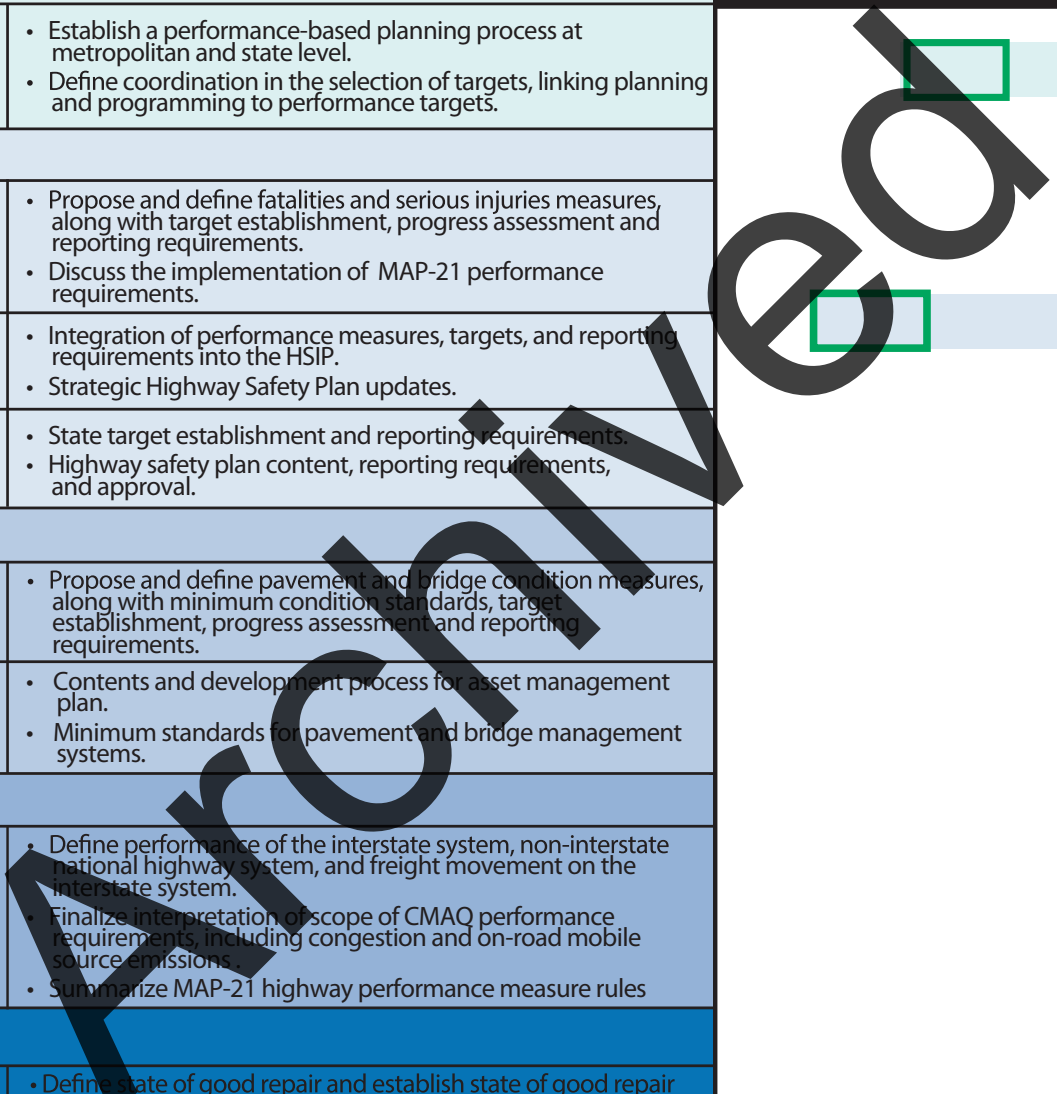 • Establish a performance-based planning process at
metropolitan and state level.
• Define coordination in the selection of targets, linking planning
and programming to performance targets.
• Propose and define fatalities and serious injuries measures,
along with target establishment, progress assessment and
reporting requirements.
• Discuss the implementation of MAP-21 performance
requirements.
• Integration of performance measures, targets, and reporting
requirements into the HSIP.
• Strategic Highway Safety Plan updates.
• State target establishment and reporting requirements.
• Highway safety plan content, reporting requirements,
and approval.
• Propose and define pavement and bridge condition measures,
along with minimum condition standards, target
establishment, progress assessment and reporting
requirements.
• Contents and development process for asset management
plan.
• Minimum standards for pavement and bridge management
systems.
• Define performance of the interstate system, non-interstate
national highway system, and freight movement on the
interstate system.
• Finalize interpretation of scope of CMAQ performance
requirements, including congestion and on-road mobile
source emissions .
• Summarize MAP-21 highway performance measure rules
• Define state of good repair and establish state of good repair
Archived